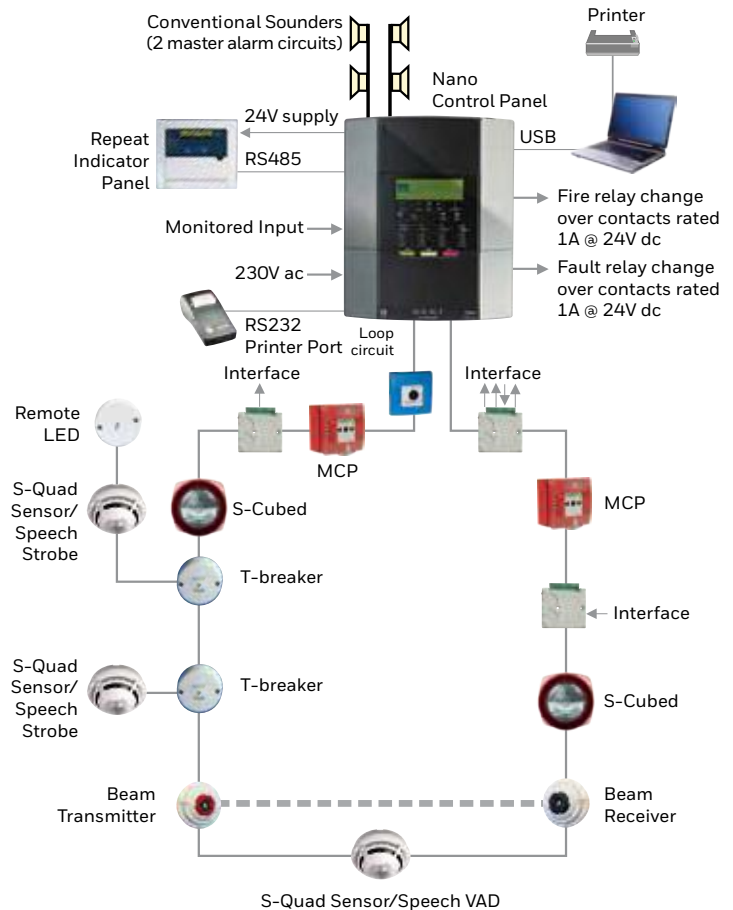 Conventional Sounders
(2 master alarm circuits)
Printer
Nano
Control Panel
24V supply
Repeat
Indicator
Panel
RS485
USB
Monitored Input
Fire relay change
over contacts rated
1A @ 24V dc
230V ac
Fault relay change
over contacts rated
1A @ 24V dc
RS232
Printer Port
Loop
circuit
Interface
Interface
Remote
LED
MCP
S-Quad
Sensor/
Speech
Strobe
S-Cubed
MCP
T-breaker
Interface
S-Quad
Sensor/
Speech
Strobe
T-breaker
S-Cubed
Beam
Transmitter
Beam
Receiver
S-Quad Sensor/Speech VAD